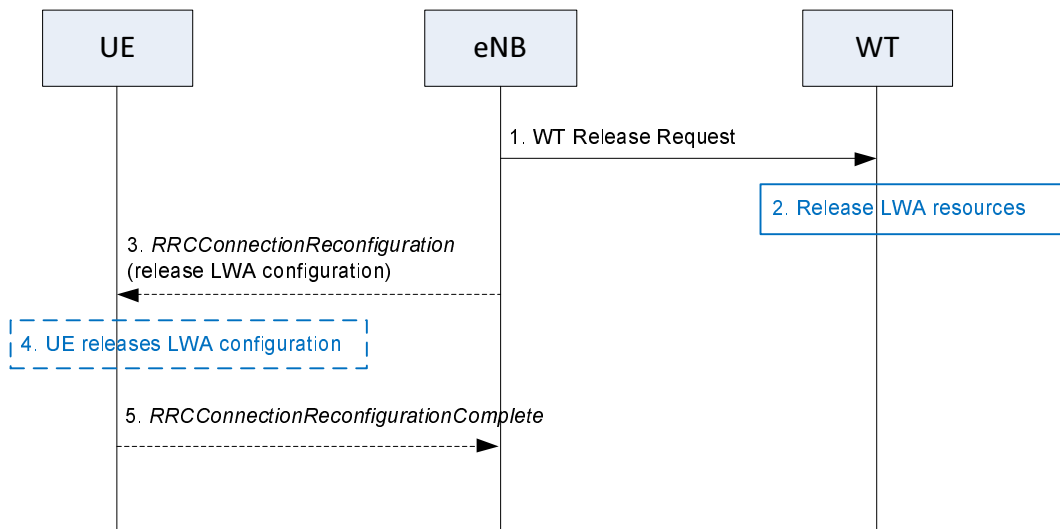 UE
eNB
WT
1. WT Release Request
2. Release LWA resources
3. RRCConnectionReconfiguration
(release LWA configuration)
4. UE releases LWA configuration
5. RRCConnectionReconfigurationComplete